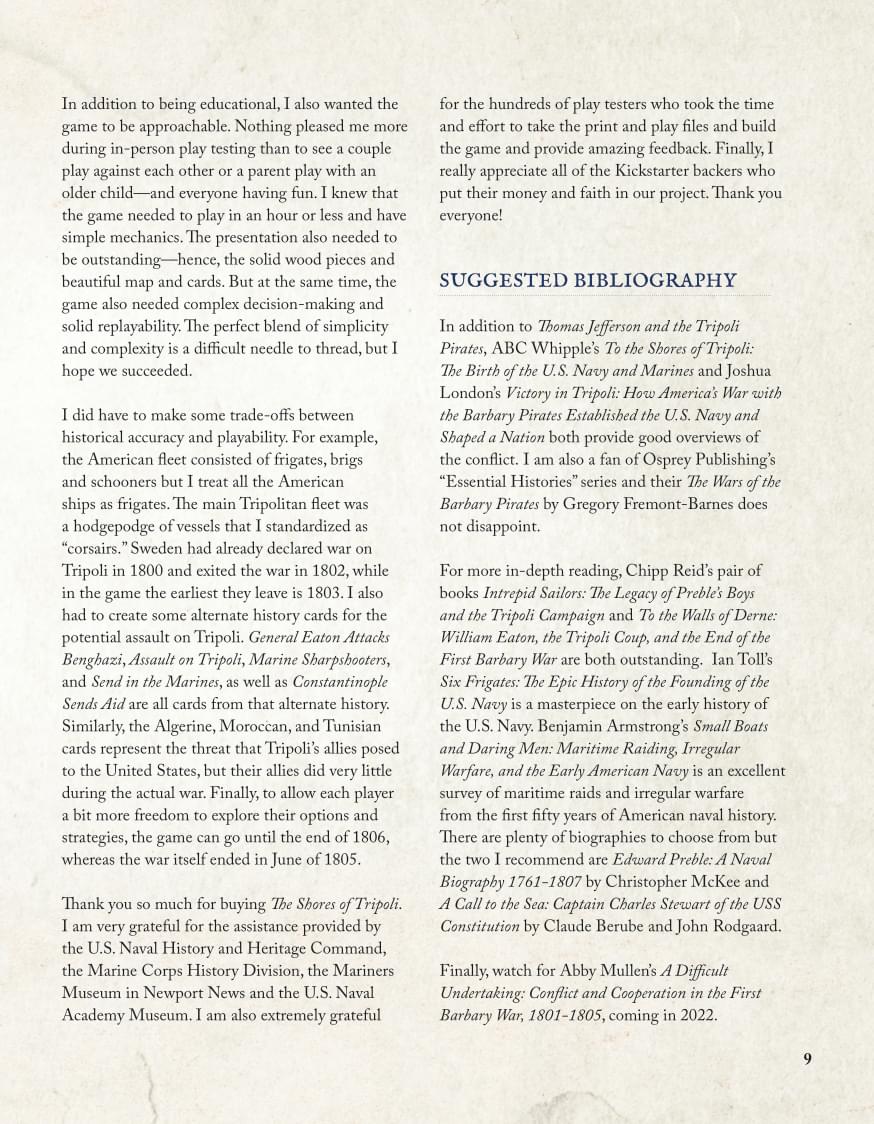 In addition to being educational, I also wanted the
game to be approachable. Nothing pleased me more
during in-person play testing than to see a couple
play against each other or a parent play with an
older child—and everyone having fun. I knew that
the game needed to play in an hour or less and have
simple mechanics. The presentation also needed to
be outstanding—hence, the solid wood pieces and
beautiful map and cards. But at the same time, the
game also needed complex decision-making and
solid replayability. The perfect blend of simplicity
and complexity is a difficult needle to thread, but I
hope we succeeded.

I did have to make some trade-offs between
historical accuracy and playability. For example,
the American fleet consisted of frigates, brigs
and schooners but I treat all the American
ships as frigates. The main Tripolitan fleet was
a hodgepodge of vessels that I standardized as
“corsairs.” Sweden had already declared war on
Tripoli in 1800 and exited the war in 1802, while
in the game the earliest they leave is 1803. I also
had to create some alternate history cards for the
potential assault on Tripoli. General Eaton Attacks
Benghazi, Assault on Tripoli, Marine Sharpshooters,
and Send in the Marines, as well as Constantinople
Sends Aid are all cards from that alternate history.
Similarly, the Algerine, Moroccan, and Tunisian
cards represent the threat that Tripoli’s allies posed
to the United States, but their allies did very little
during the actual war. Finally, to allow each player
a bit more freedom to explore their options and
strategies, the game can go until the end of 1806,
whereas the war itself ended in June of 1805.

Thank you so much for buying The Shores of Tripoli.
I am very grateful for the assistance provided by
the U.S. Naval History and Heritage Command,
the Marine Corps History Division, the Mariners
Museum in Newport News and the U.S. Naval
Academy Museum. I am also extremely grateful
for the hundreds of play testers who took the time
and effort to take the print and play files and build
the game and provide amazing feedback. Finally, I
really appreciate all of the Kickstarter backers who
put their money and faith in our project. Thank you
everyone!

SUGGESTED BIBLIOGRAPHY

In addition to Thomas Jefferson and the Tripoli
Pirates, ABC Whipple’s To the Shores of Tripoli:
The Birth of the U.S. Navy and Marines and Joshua
London’s Victory in Tripoli: How America’s War with
the Barbary Pirates Established the U.S. Navy and
Shaped a Nation both provide good overviews of
the conflict. I am also a fan of Osprey Publishing’s
“Essential Histories” series and their The Wars of the
Barbary Pirates by Gregory Fremont-Barnes does
not disappoint.

For more in-depth reading, Chipp Reid’s pair of
books Intrepid Sailors: The Legacy of Preble’s Boys
and the Tripoli Campaign and To the Walls of Derne:
William Eaton, the Tripoli Coup, and the End of the
First Barbary War are both outstanding.  Ian Toll’s
Six Frigates: The Epic History of the Founding of the
U.S. Navy is a masterpiece on the early history of
the U.S. Navy. Benjamin Armstrong’s Small Boats
and Daring Men: Maritime Raiding, Irregular
Warfare, and the Early American Navy is an excellent
survey of maritime raids and irregular warfare
from the first fifty years of American naval history.
There are plenty of biographies to choose from but
the two I recommend are Edward Preble: A Naval
Biography 1761–1807 by Christopher McKee and
A Call to the Sea: Captain Charles Stewart of the USS
Constitution by Claude Berube and John Rodgaard.

Finally, watch for Abby Mullen’s A Difficult
Undertaking: Conflict and Cooperation in the First
Barbary War, 1801–1805, coming in 2022.

9